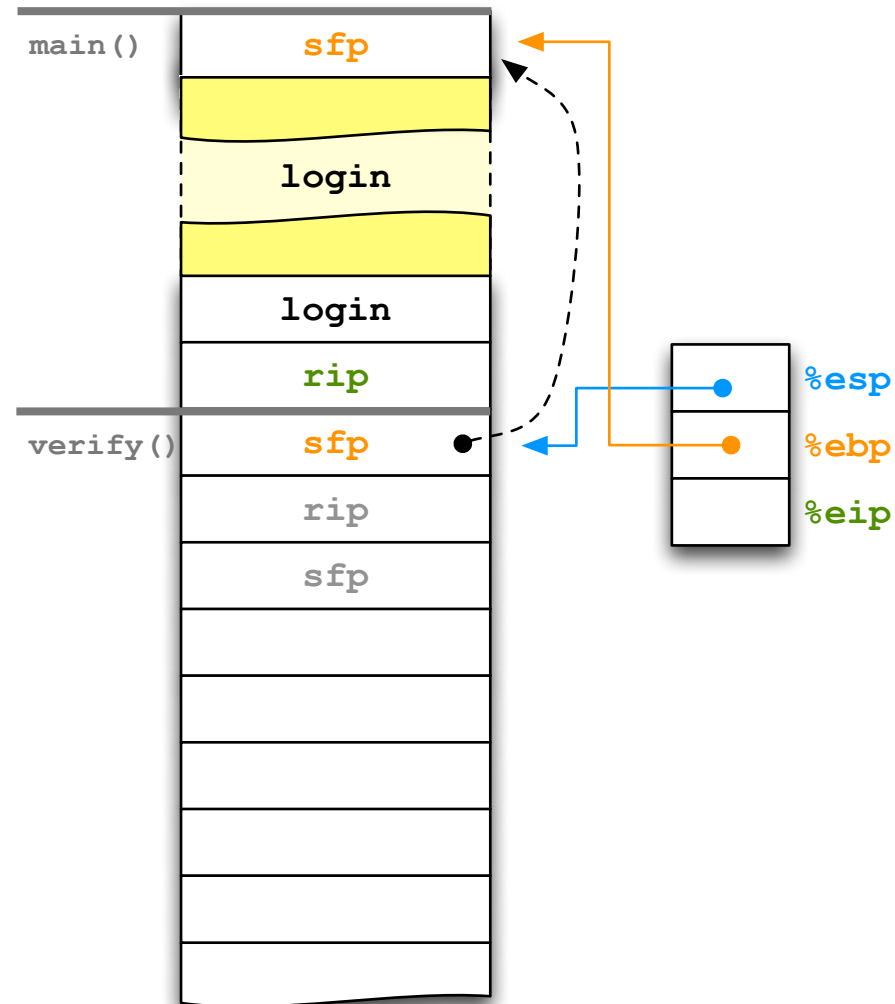 main() sfp
login
login
rip
%esp
verify() sfp
%ebp
rip
%eip
sfp